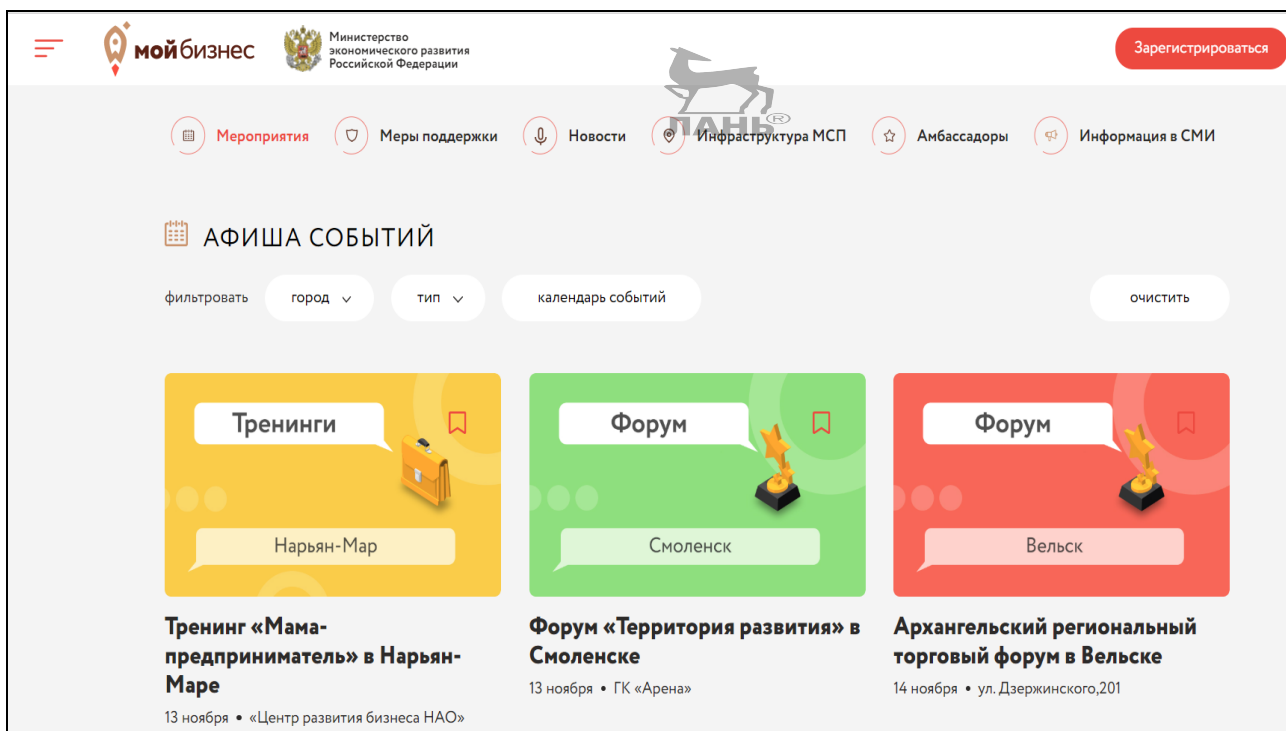 мойбизнес
Министерство
экономического развития
Российской Федерации
Зарегистрироваться
ЛАНЬ®
Мероприятия
Меры поддержки
Новости
Инфраструктура МСП
Амбассадоры
Информация в СМИ
АФИША СОБЫТИЙ
фильтровать
город
тип
календарь событий
очистить
Тренинги
Нарьян-Мар
Тренинг «Мама-
предприниматель» в Нарьян-
Маре
13 ноября • «Центр развития бизнеса НАО»
Форум
Смоленск
Форум «Территория развития» в
Смоленске
13 ноября • ГК «Арена»
Форум
Вельск
Архангельский региональный
торговый форум в Вельске
14 ноября • ул. Дзержинского,201